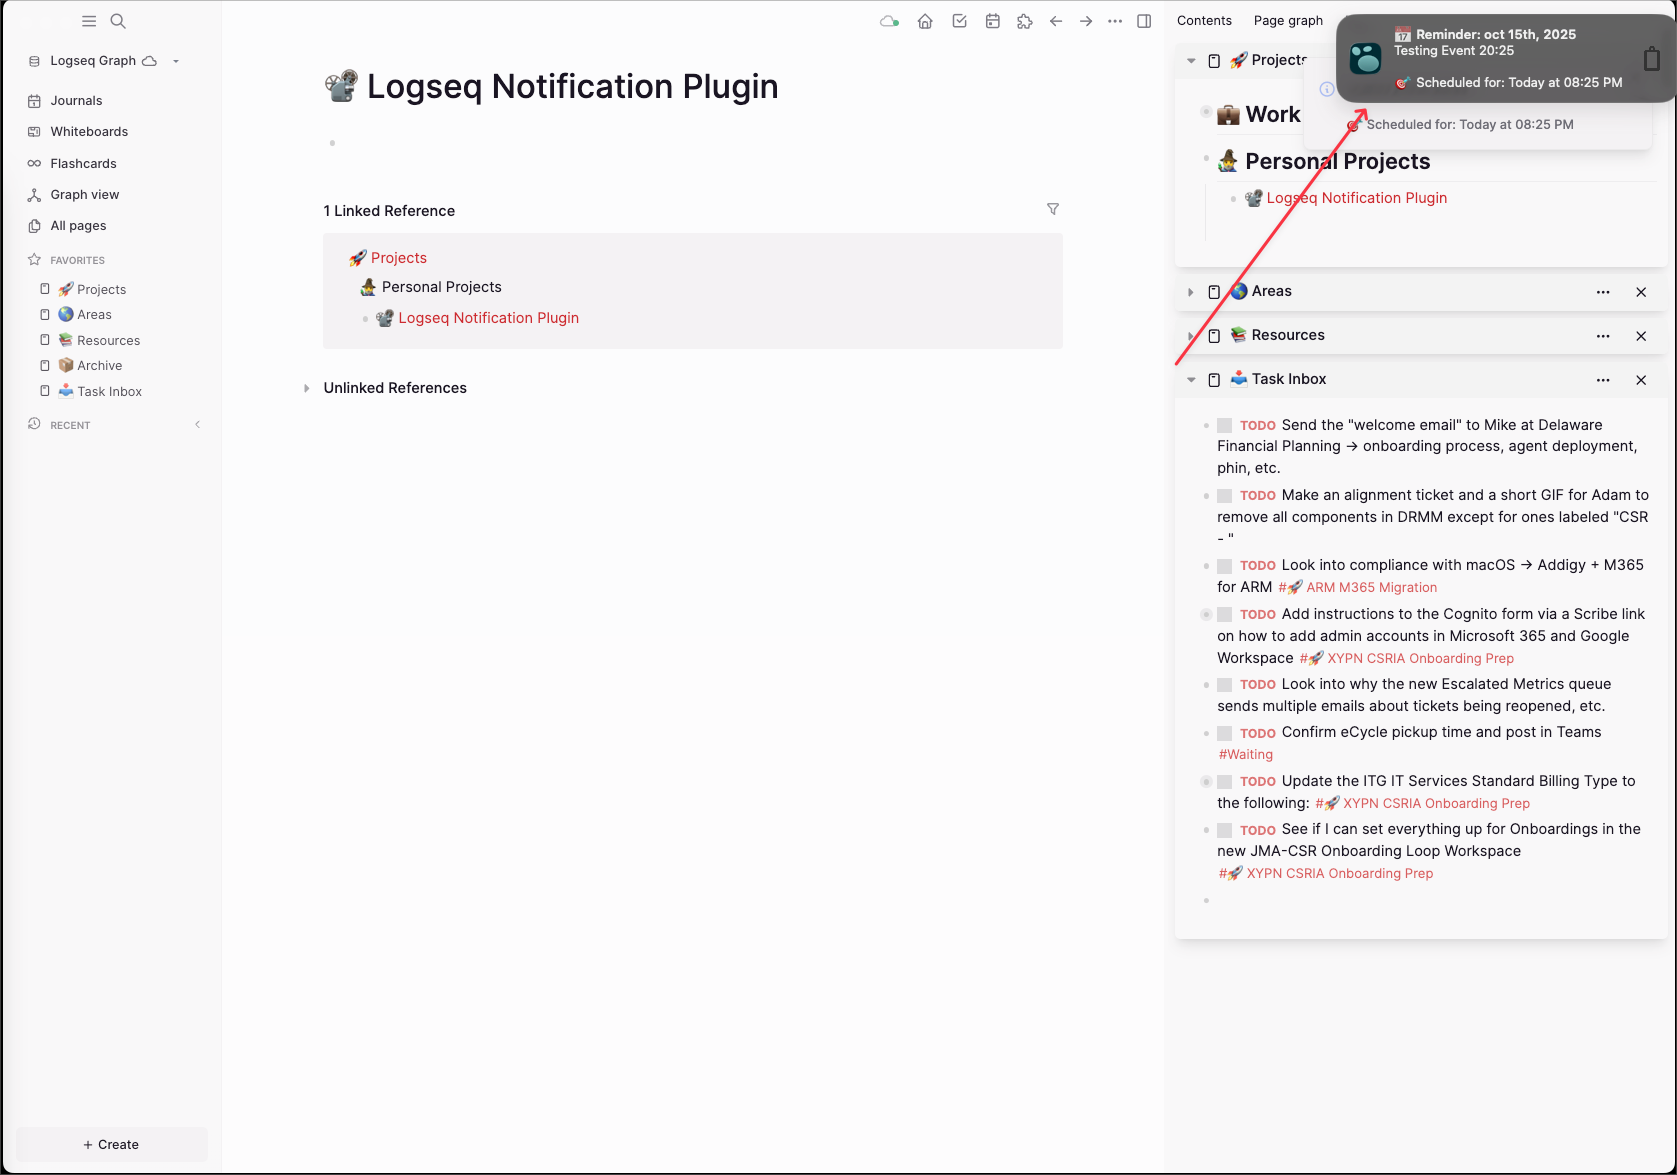 Logseq Graph
Journals
Whiteboards
Flashcards
Graph view
All pages
FAVORITES
🚀 Projects
🌎 Areas
📚 Resources
📦 Archive
📥 Task Inbox
RECENT
+ Create
📽️ Logseq Notification Plugin
1 Linked Reference
🚀 Projects
Personal Projects
📽️ Logseq Notification Plugin
Unlinked References
Contents Page graph
📅 Reminder: oct 15th, 2025
Testing Event 20:25
🎯 Scheduled for: Today at 08:25 PM
🎯 Scheduled for: Today at 08:25 PM
🚀 Projects
💼 Work
Personal Projects
📽️ Logseq Notification Plugin
🌎 Areas
📚 Resources
📥 Task Inbox
TODO Send the "welcome email" to Mike at Delaware
Financial Planning → onboarding process, agent deployment,
phin, etc.
TODO Make an alignment ticket and a short GIF for Adam to
remove all components in DRMM except for ones labeled "CSR
- "
TODO Look into compliance with macOS → Addigy + M365
for ARM #🚀 ARM M365 Migration
TODO Add instructions to the Cognito form via a Scribe link
on how to add admin accounts in Microsoft 365 and Google
Workspace #🚀 XYPN CSRIA Onboarding Prep
TODO Look into why the new Escalated Metrics queue
sends multiple emails about tickets being reopened, etc.
TODO Confirm eCycle pickup time and post in Teams
#Waiting
TODO Update the ITG IT Services Standard Billing Type to
the following: #🚀 XYPN CSRIA Onboarding Prep
TODO See if I can set everything up for Onboardings in the
new JMA-CSR Onboarding Loop Workspace
#🚀 XYPN CSRIA Onboarding Prep